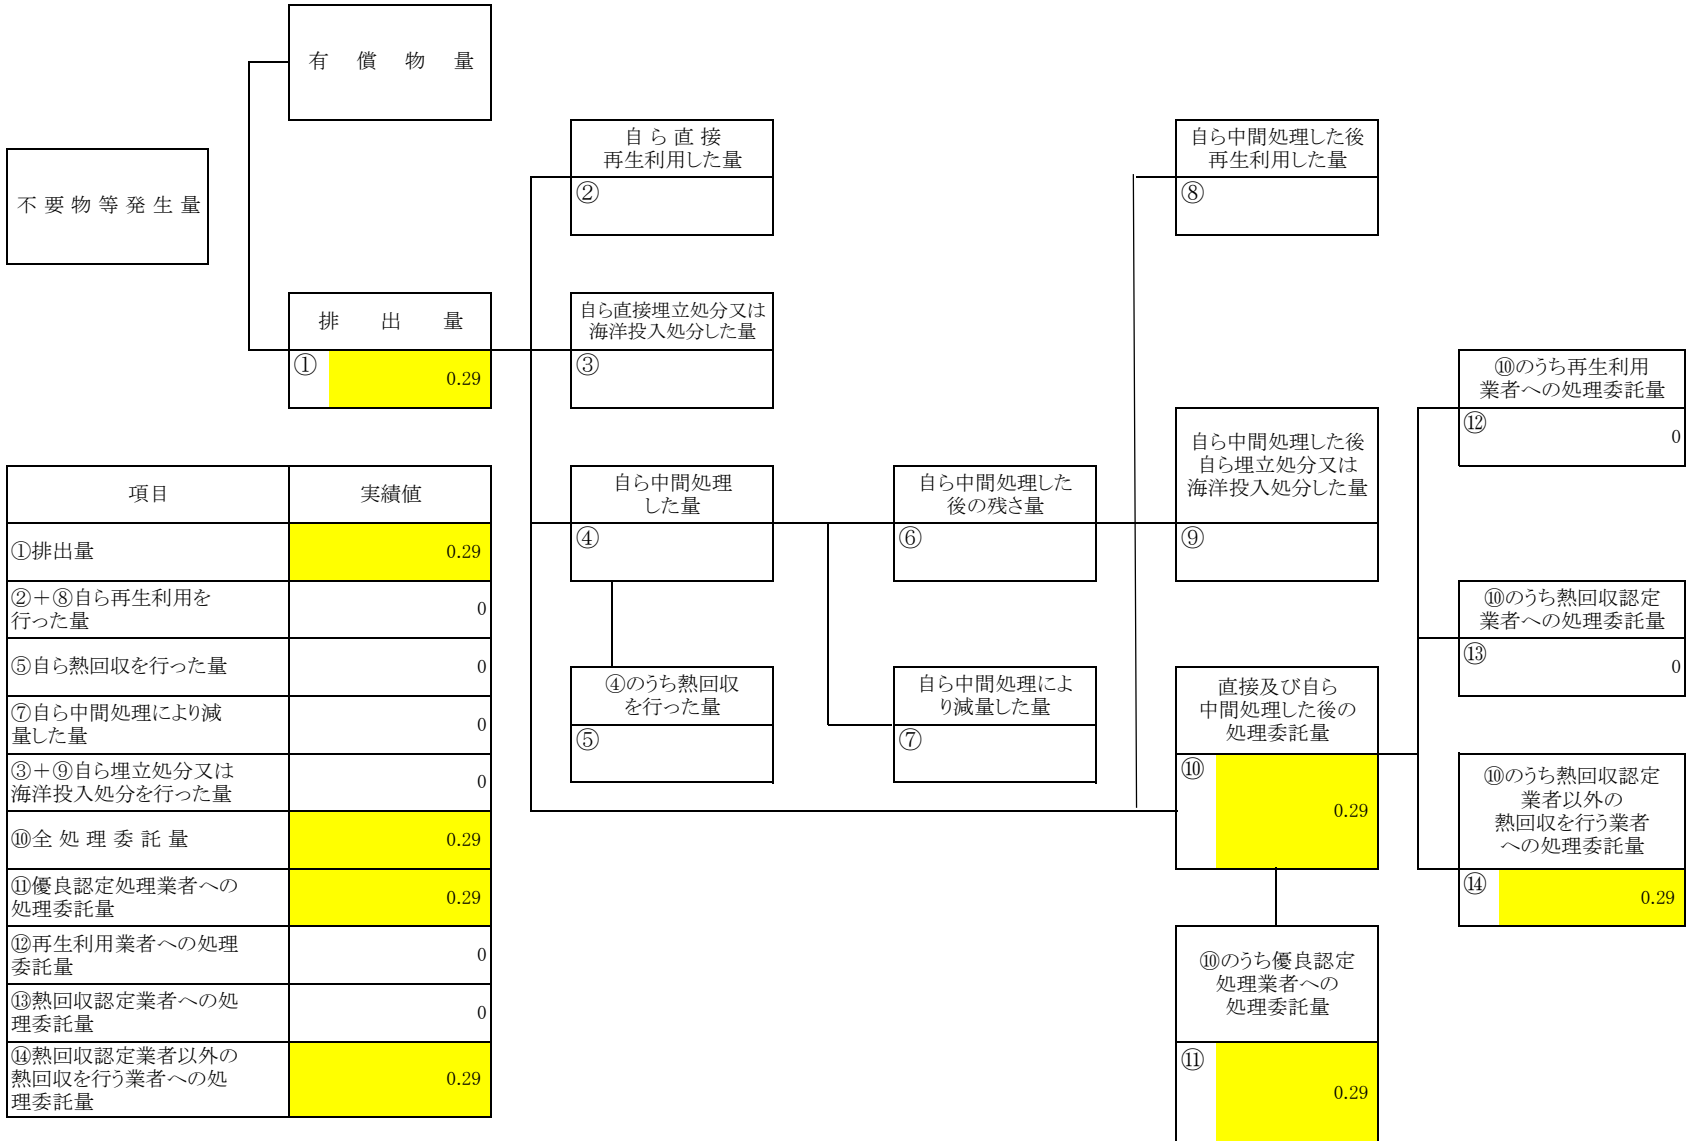 有 償 物 量
不 要 物 等 発 生 量
排 出 量
①
0.29
自 ら 直 接
再生利用した量
②
自ら直接埋立処分又は
海洋投入処分した量
③
自ら中間処理
した量
④
④のうち熱回収
を行った量
⑤
自ら中間処理した
後の残さ量
⑥
自ら中間処理によ
り減量した量
⑦
自ら中間処理した後
再生利用した量
⑧
自ら中間処理した後
自ら埋立処分又は
海洋投入処分した量
⑨
直接及び自ら
中間処理した後の
処理委託量
⑩
0.29
⑩のうち優良認定
処理業者への
処理委託量
⑪
0.29
⑩のうち再生利用
業者への処理委託量
⑫
0
⑩のうち熱回収認定
業者への処理委託量
⑬
0
⑩のうち熱回収認定
業者以外の
熱回収を行う業者
への処理委託量
⑭
0.29
項目 実績値
①排出量 0.29
②＋⑧自ら再生利用を
行った量
0
⑤自ら熱回収を行った量 0
⑦自ら中間処理により減
量した量
0
③＋⑨自ら埋立処分又は
海洋投入処分を行った量
0
⑩全 処 理 委 託 量 0.29
⑪優良認定処理業者への
処理委託量
0.29
⑫再生利用業者への処理
委託量
0
⑬熱回収認定業者への処
理委託量
0
⑭熱回収認定業者以外の
熱回収を行う業者への処
理委託量
0.29